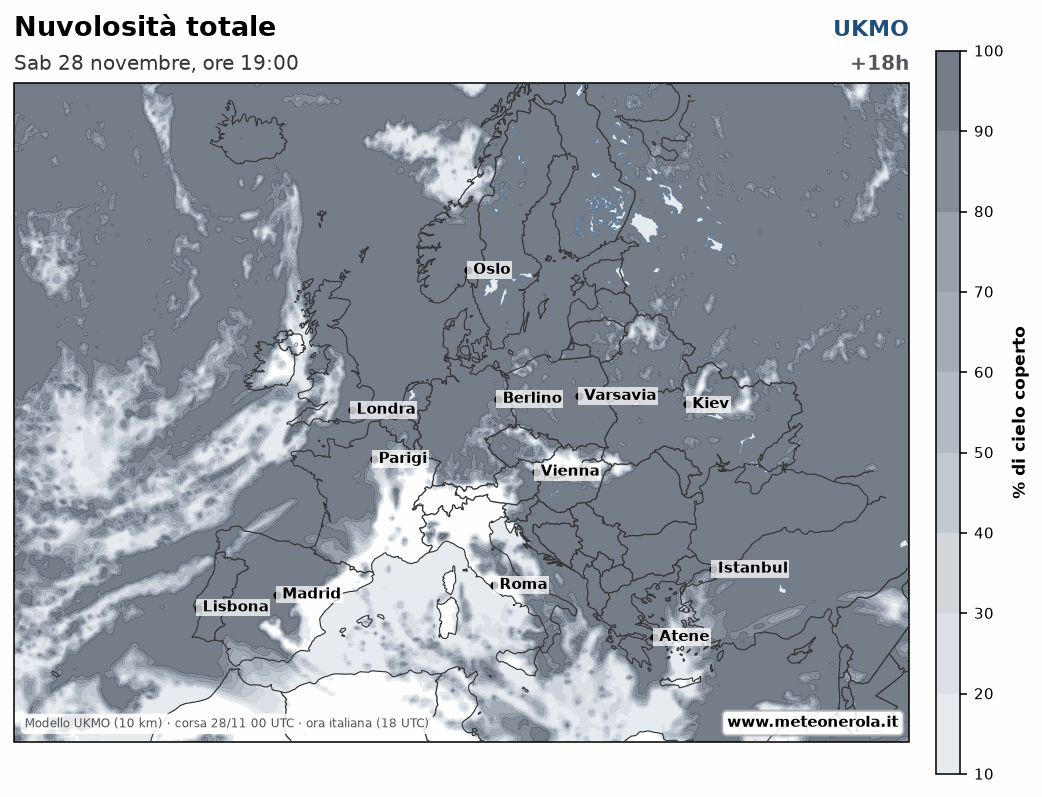 Nuvolosità totale
UKMO
Sab 28 novembre, ore 19:00
+18h
100
90
80
70
60
50
40
30
20
10
% di cielo coperto
Oslo
Berlino
Varsavia
Kiev
Londra
Parigi
Vienna
Istanbul
Roma
Madrid
Lisbona
Atene
Modello UKMO (10 km) · corsa 28/11 00 UTC · ora italiana (18 UTC)
www.meteonerola.it